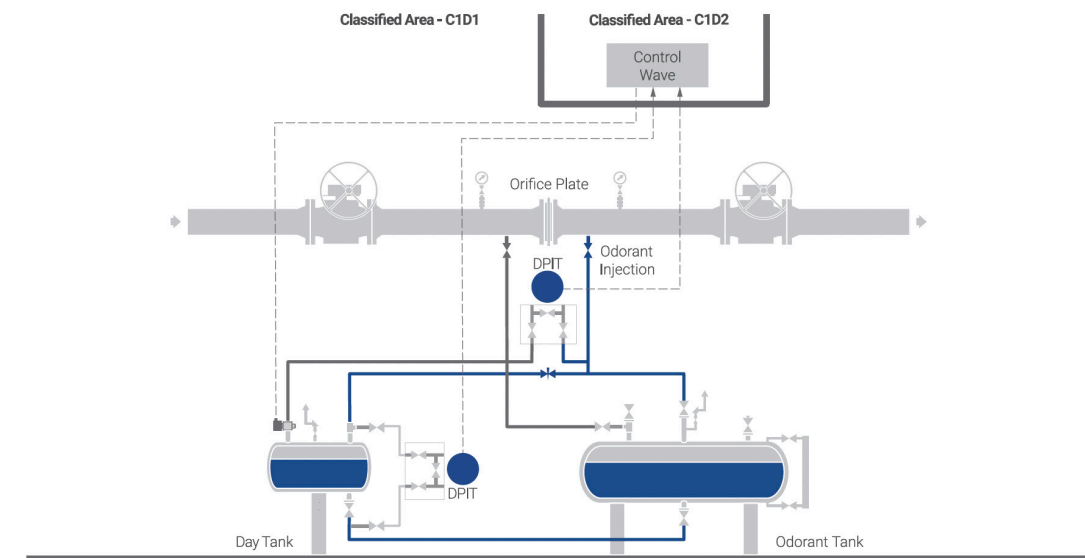 Classified Area - C1D1
Classified Area - C1D2
Control
Wave
Orifice Plate
Odorant
Injection
DPIT
DPIT
Day Tank
Odorant Tank